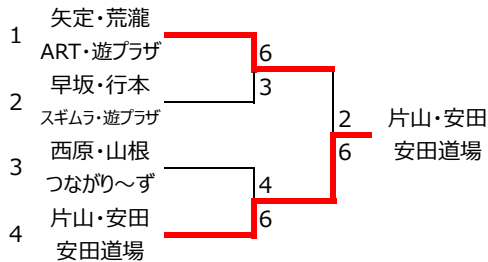 1
矢定・荒瀧
ART・遊プラザ
6
3
2
早坂・行本
スギムラ・遊プラザ
2
6
片山・安田
安田道場
3
西原・山根
つながり～ず
4
6
4
片山・安田
安田道場